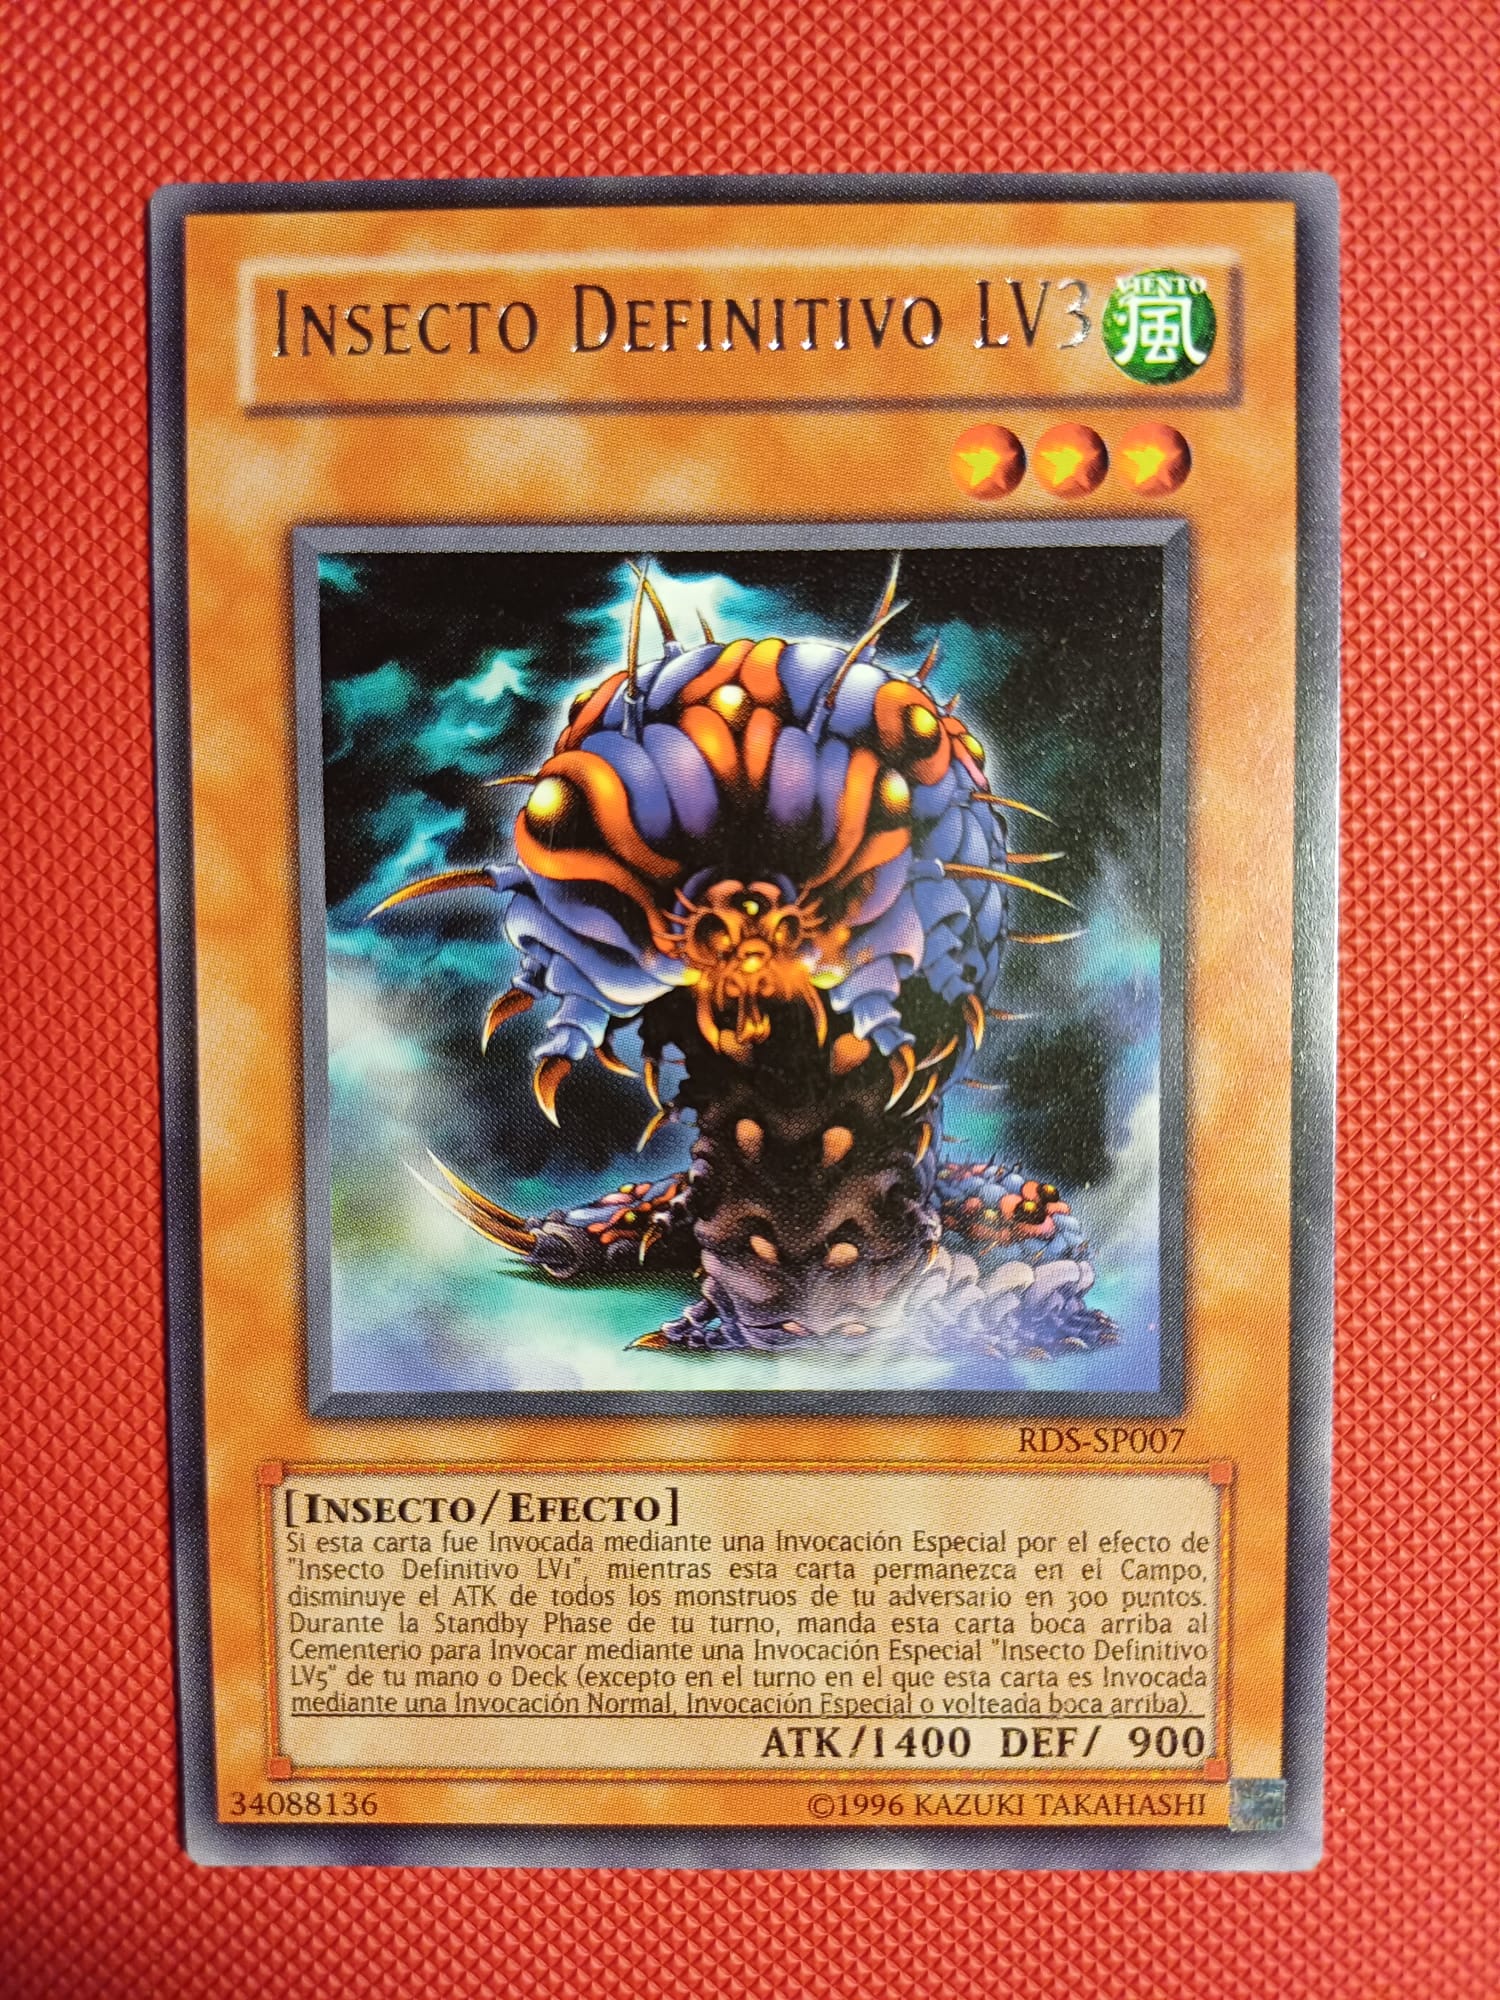 INSECTO DEFINITIVO LV3
VIENTO
風
RDS-SP007
[INSECTO/EFECTO]
Si esta carta fue Invocada mediante una Invocación Especial por el efecto de
"Insecto Definitivo LV1", mientras esta carta permanezca en el Campo,
disminuye el ATK de todos los monstruos de tu adversario en 300 puntos.
Durante la Standby Phase de tu turno, manda esta carta boca arriba al
Cementerio para Invocar mediante una Invocación Especial "Insecto Definitivo
LV5" de tu mano o Deck (excepto en el turno en el que esta carta es Invocada
mediante una Invocación Normal, Invocación Especial o volteada boca arriba).
ATK/1400 DEF/ 900
34088136
©1996 KAZUKI TAKAHASHI